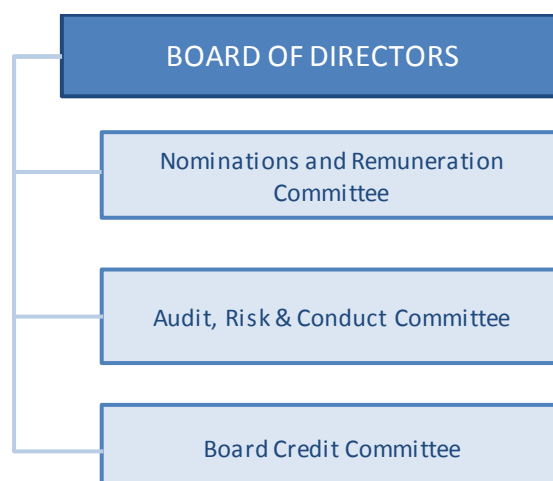 BOARD OF DIRECTORS
Nominations and Remuneration
Committee
Audit, Risk & Conduct Committee
Board Credit Committee